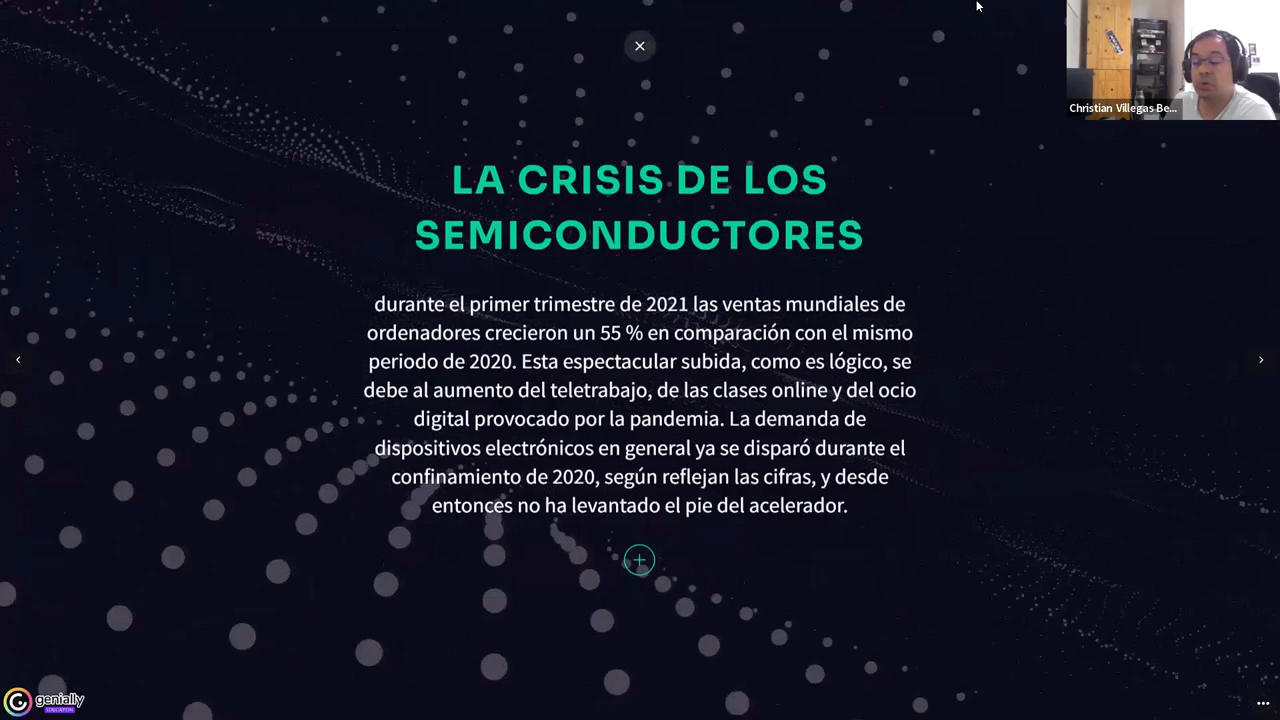 Christian Villegas Be...
LA CRISIS DE LOS
SEMICONDUCTORES
durante el primer trimestre de 2021 las ventas mundiales de
ordenadores crecieron un 55 % en comparación con el mismo
periodo de 2020. Esta espectacular subida, como es lógico, se
debe al aumento del teletrabajo, de las clases online y del ocio
digital provocado por la pandemia. La demanda de
dispositivos electrónicos en general ya se disparó durante el
confinamiento de 2020, según reflejan las cifras, y desde
entonces no ha levantado el pie del acelerador.
genially
EDUCATION